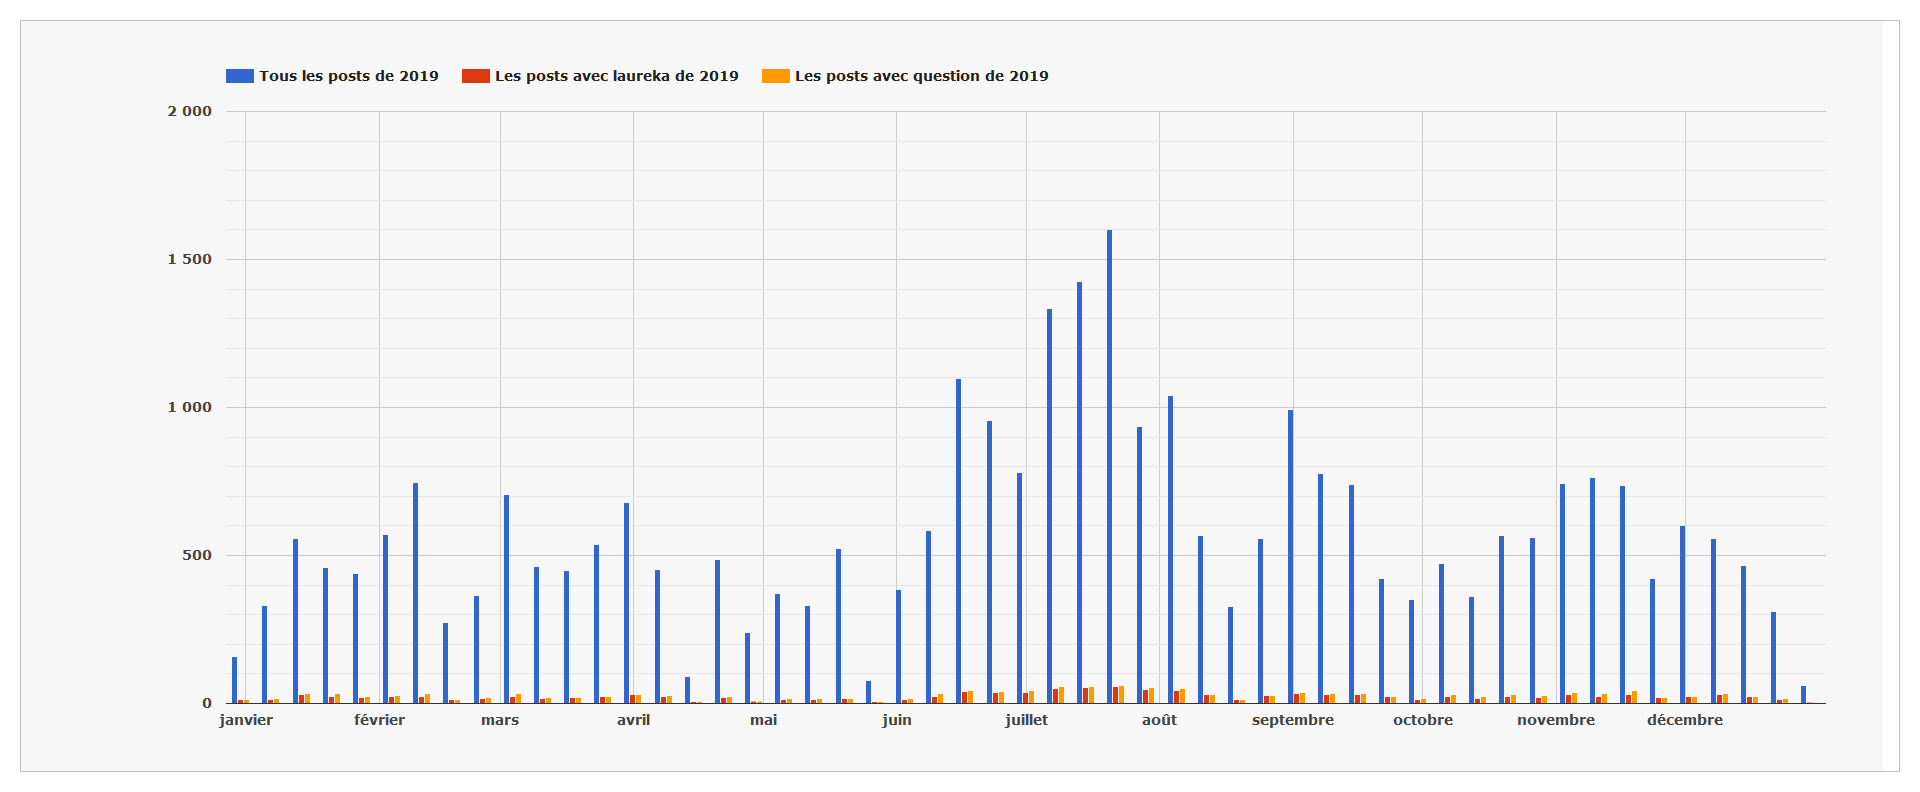 Tous les posts de 2019 Les posts avec laureka de 2019 Les posts avec question de 2019
2 000
1 500
1 000
500
0
janvier février mars avril mai juin juillet août septembre octobre novembre décembre